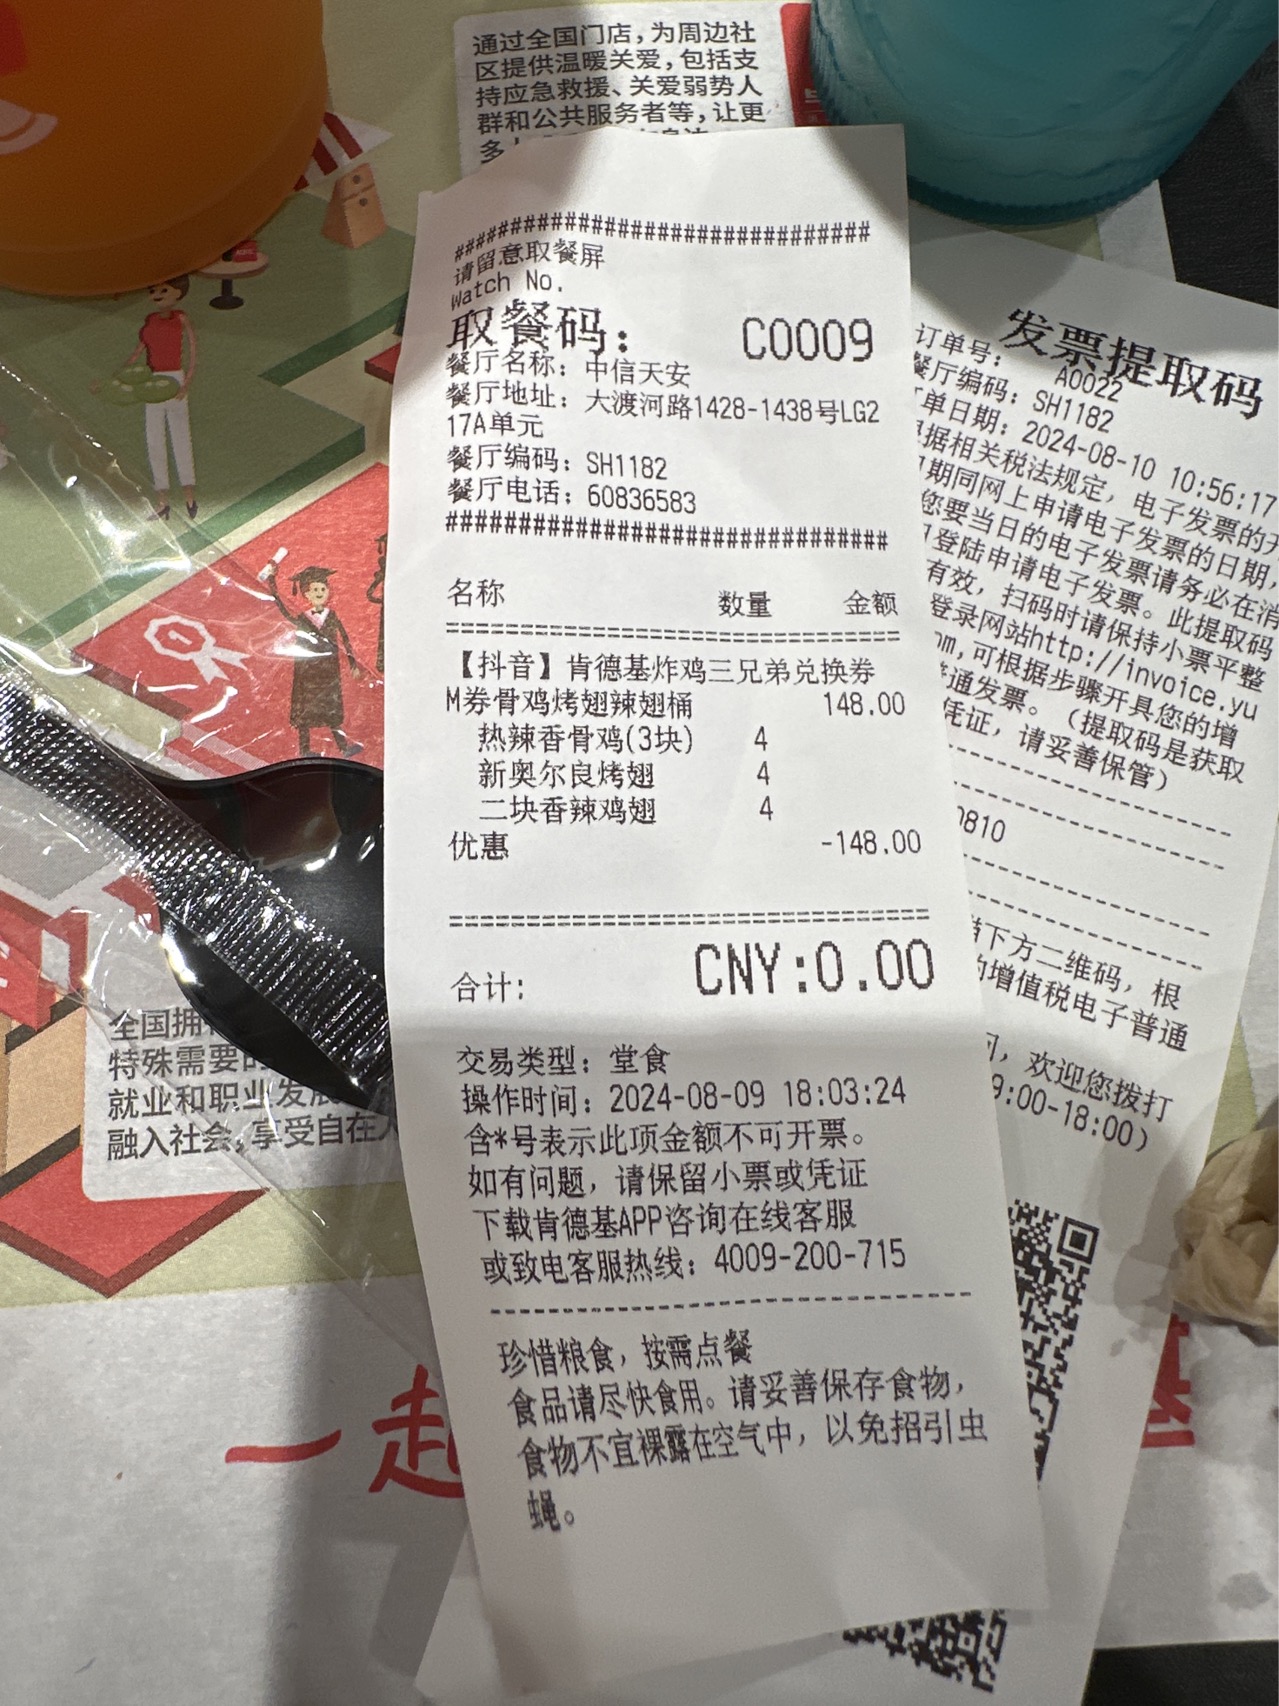 通过全国门店，为周边社
区提供温暖关爱，包括支
持应急救援、关爱弱势人
群和公共服务者等，让更
##################################
请留意取餐屏
Watch No.
取餐码： C0009
餐厅名称：中信天安
餐厅地址：大渡河路1428-1438号LG2
17A单元
餐厅编码：SH1182
餐厅电话：60836583
##################################
名称 数量 金额
======================================
【抖音】肯德基炸鸡三兄弟兑换券
M券骨鸡烤翅辣翅桶 148.00
热辣香骨鸡(3块) 4
新奥尔良烤翅 4
二块香辣鸡翅 4
优惠 -148.00
======================================
合计: CNY:0.00
交易类型：堂食
操作时间：2024-08-09 18:03:24
含*号表示此项金额不可开票。
如有问题，请保留小票或凭证
下载肯德基APP咨询在线客服
或致电客服热线：4009-200-715
--------------------------------------
珍惜粮食，按需点餐
食品请尽快食用。请妥善保存食物，
食物不宜裸露在空气中，以免招引虫
蝇。
发票提取码
订单号： A0022
餐厅编码：SH1182
单日期：2024-08-10 10:56:17
据相关税法规定，电子发票的开
期同网上申请电子发票的日期，
您要当日的电子发票请务必在消
登陆申请电子发票。此提取码
有效，扫码时请保持小票平整
登录网站http://invoice.yu
om,可根据步骤开具您的增
通发票。（提取码是获取
凭证，请妥善保管）
0810
下方二维码，根
的增值税电子普通
，欢迎您拨打
9:00-18:00）
全国拥
特殊需要的
就业和职业发展
融入社会，享受自在人
一起